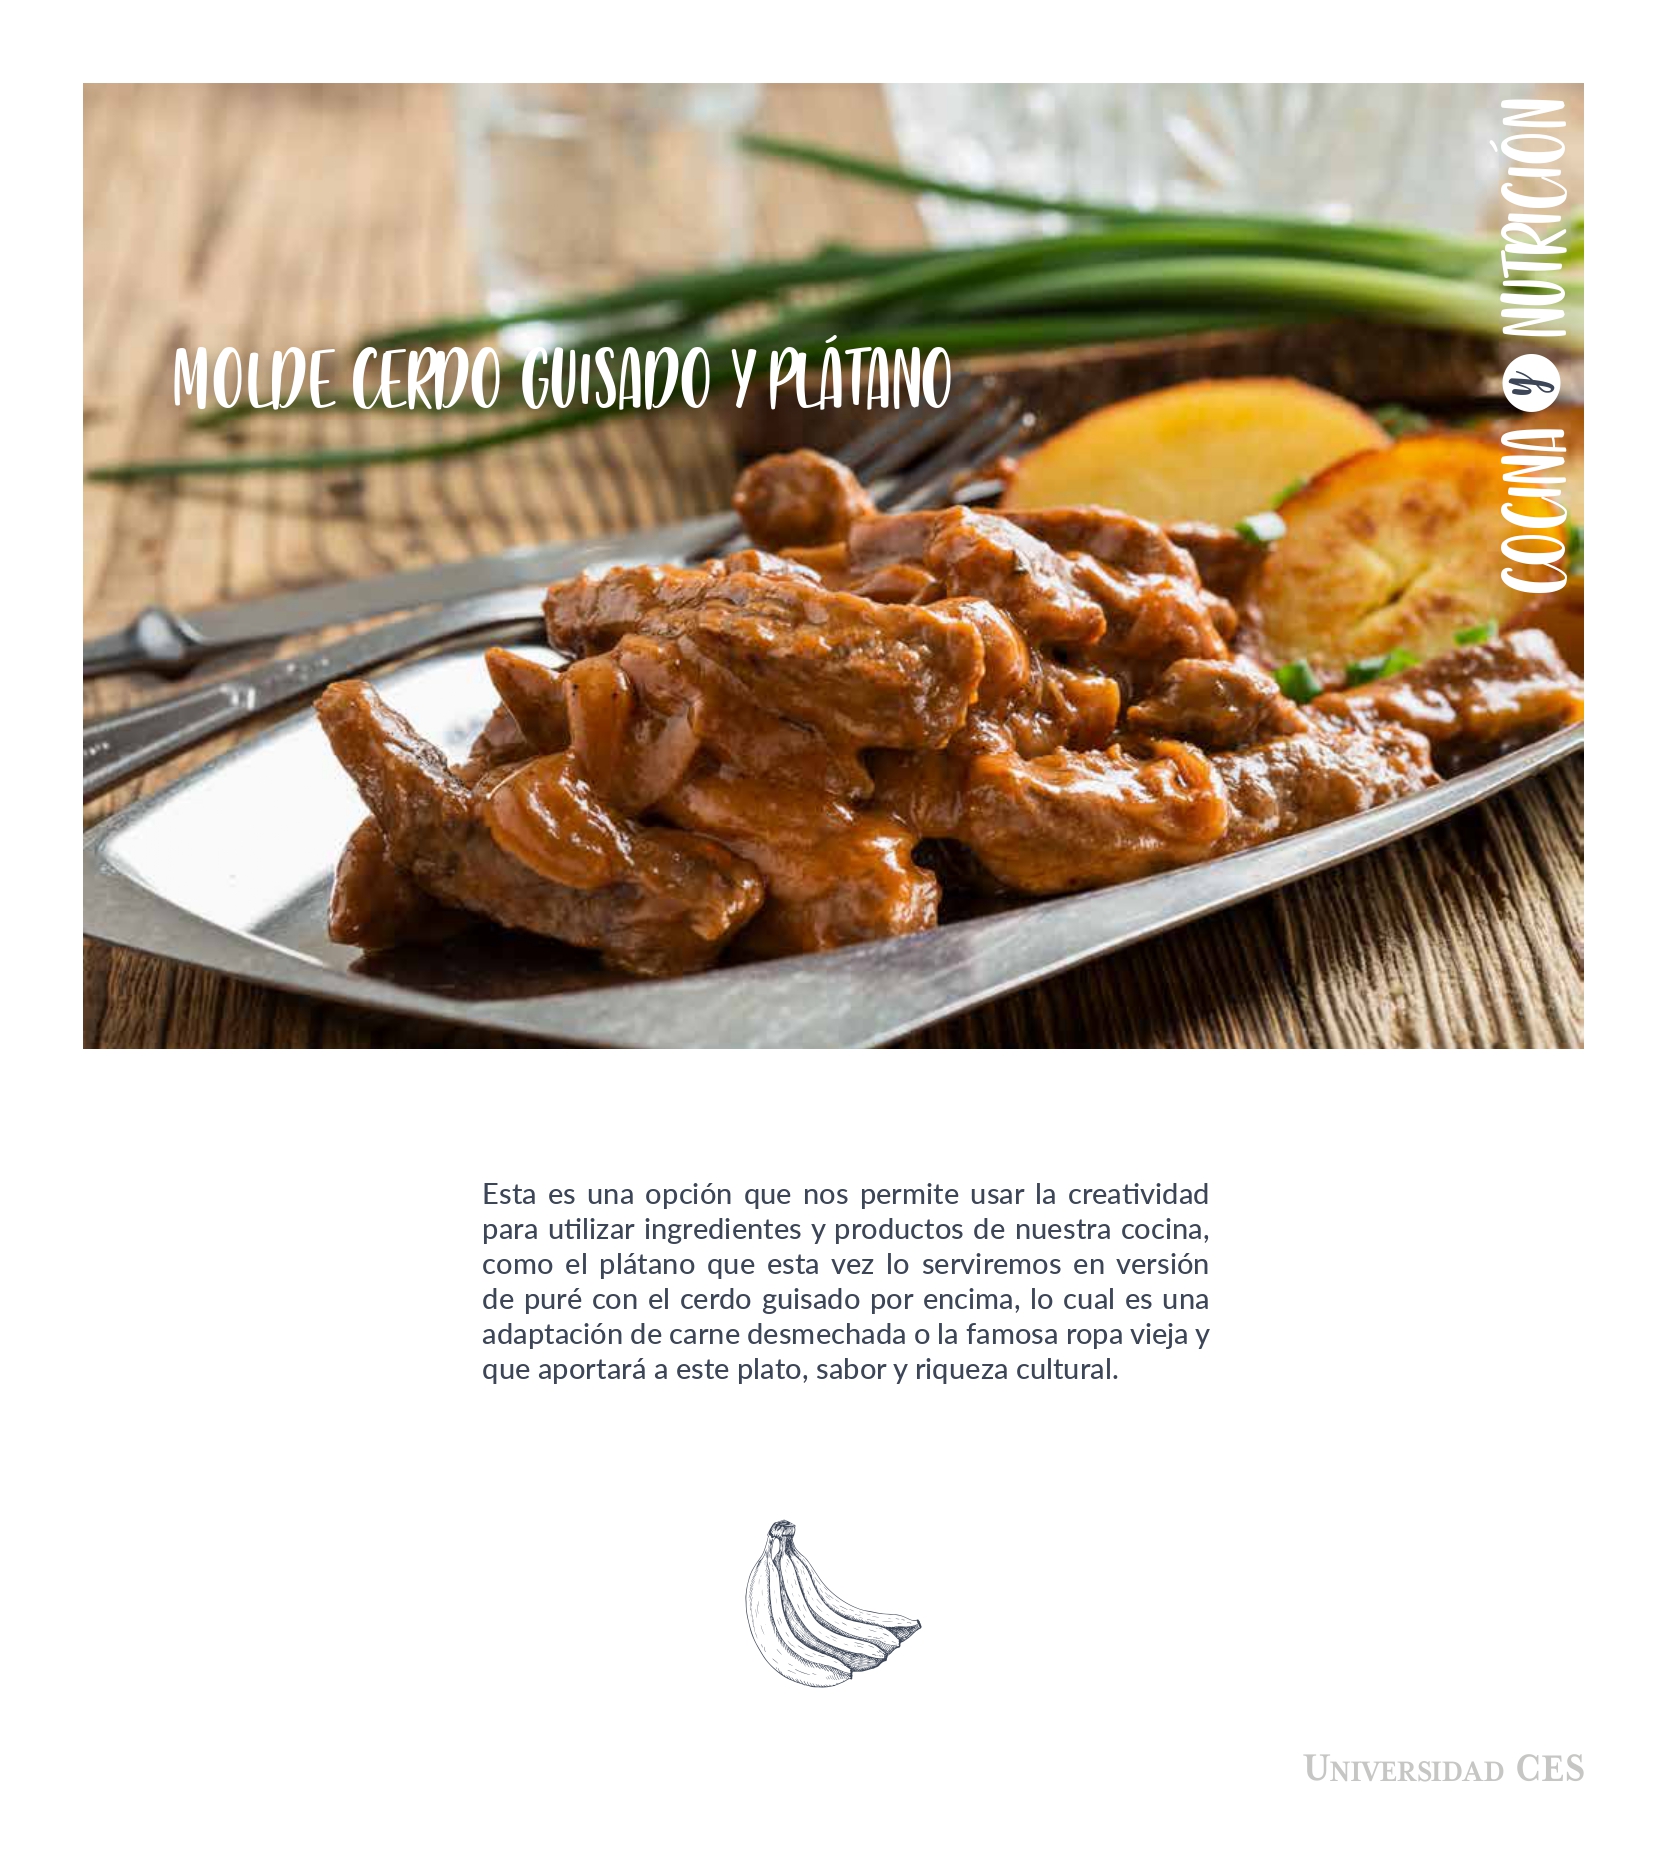 COCINA y NUTRICIÓN
MOLDE CERDO GUISADO Y PLÁTANO
Esta es una opción que nos permite usar la creatividad
para utilizar ingredientes y productos de nuestra cocina,
como el plátano que esta vez lo serviremos en versión
de puré con el cerdo guisado por encima, lo cual es una
adaptación de carne desmechada o la famosa ropa vieja y
que aportará a este plato, sabor y riqueza cultural.
UNIVERSIDAD CES